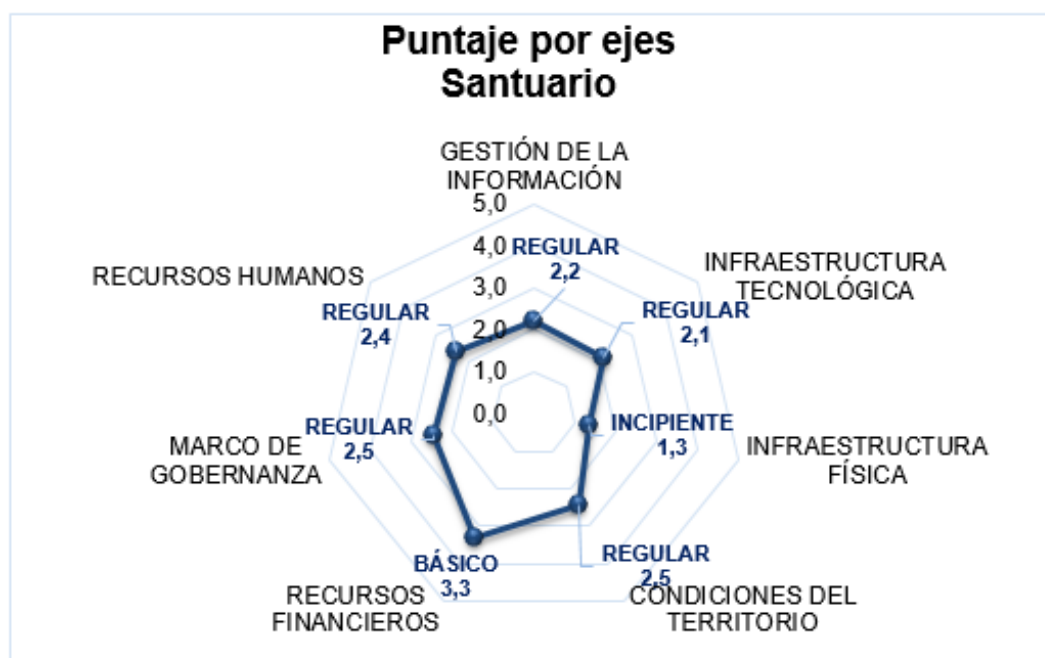 Puntaje por ejes
Santuario
GESTIÓN DE LA
INFORMACIÓN
5,0
4,0
3,0
2,0
1,0
0,0
REGULAR
2,2
INFRAESTRUCTURA
TECNOLÓGICA
REGULAR
2,1
INFRAESTRUCTURA
FÍSICA
INCIPIENTE
1,3
CONDICIONES DEL
TERRITORIO
REGULAR
2,5
RECURSOS
FINANCIEROS
BÁSICO
3,3
MARCO DE
GOBERNANZA
REGULAR
2,5
RECURSOS HUMANOS
REGULAR
2,4